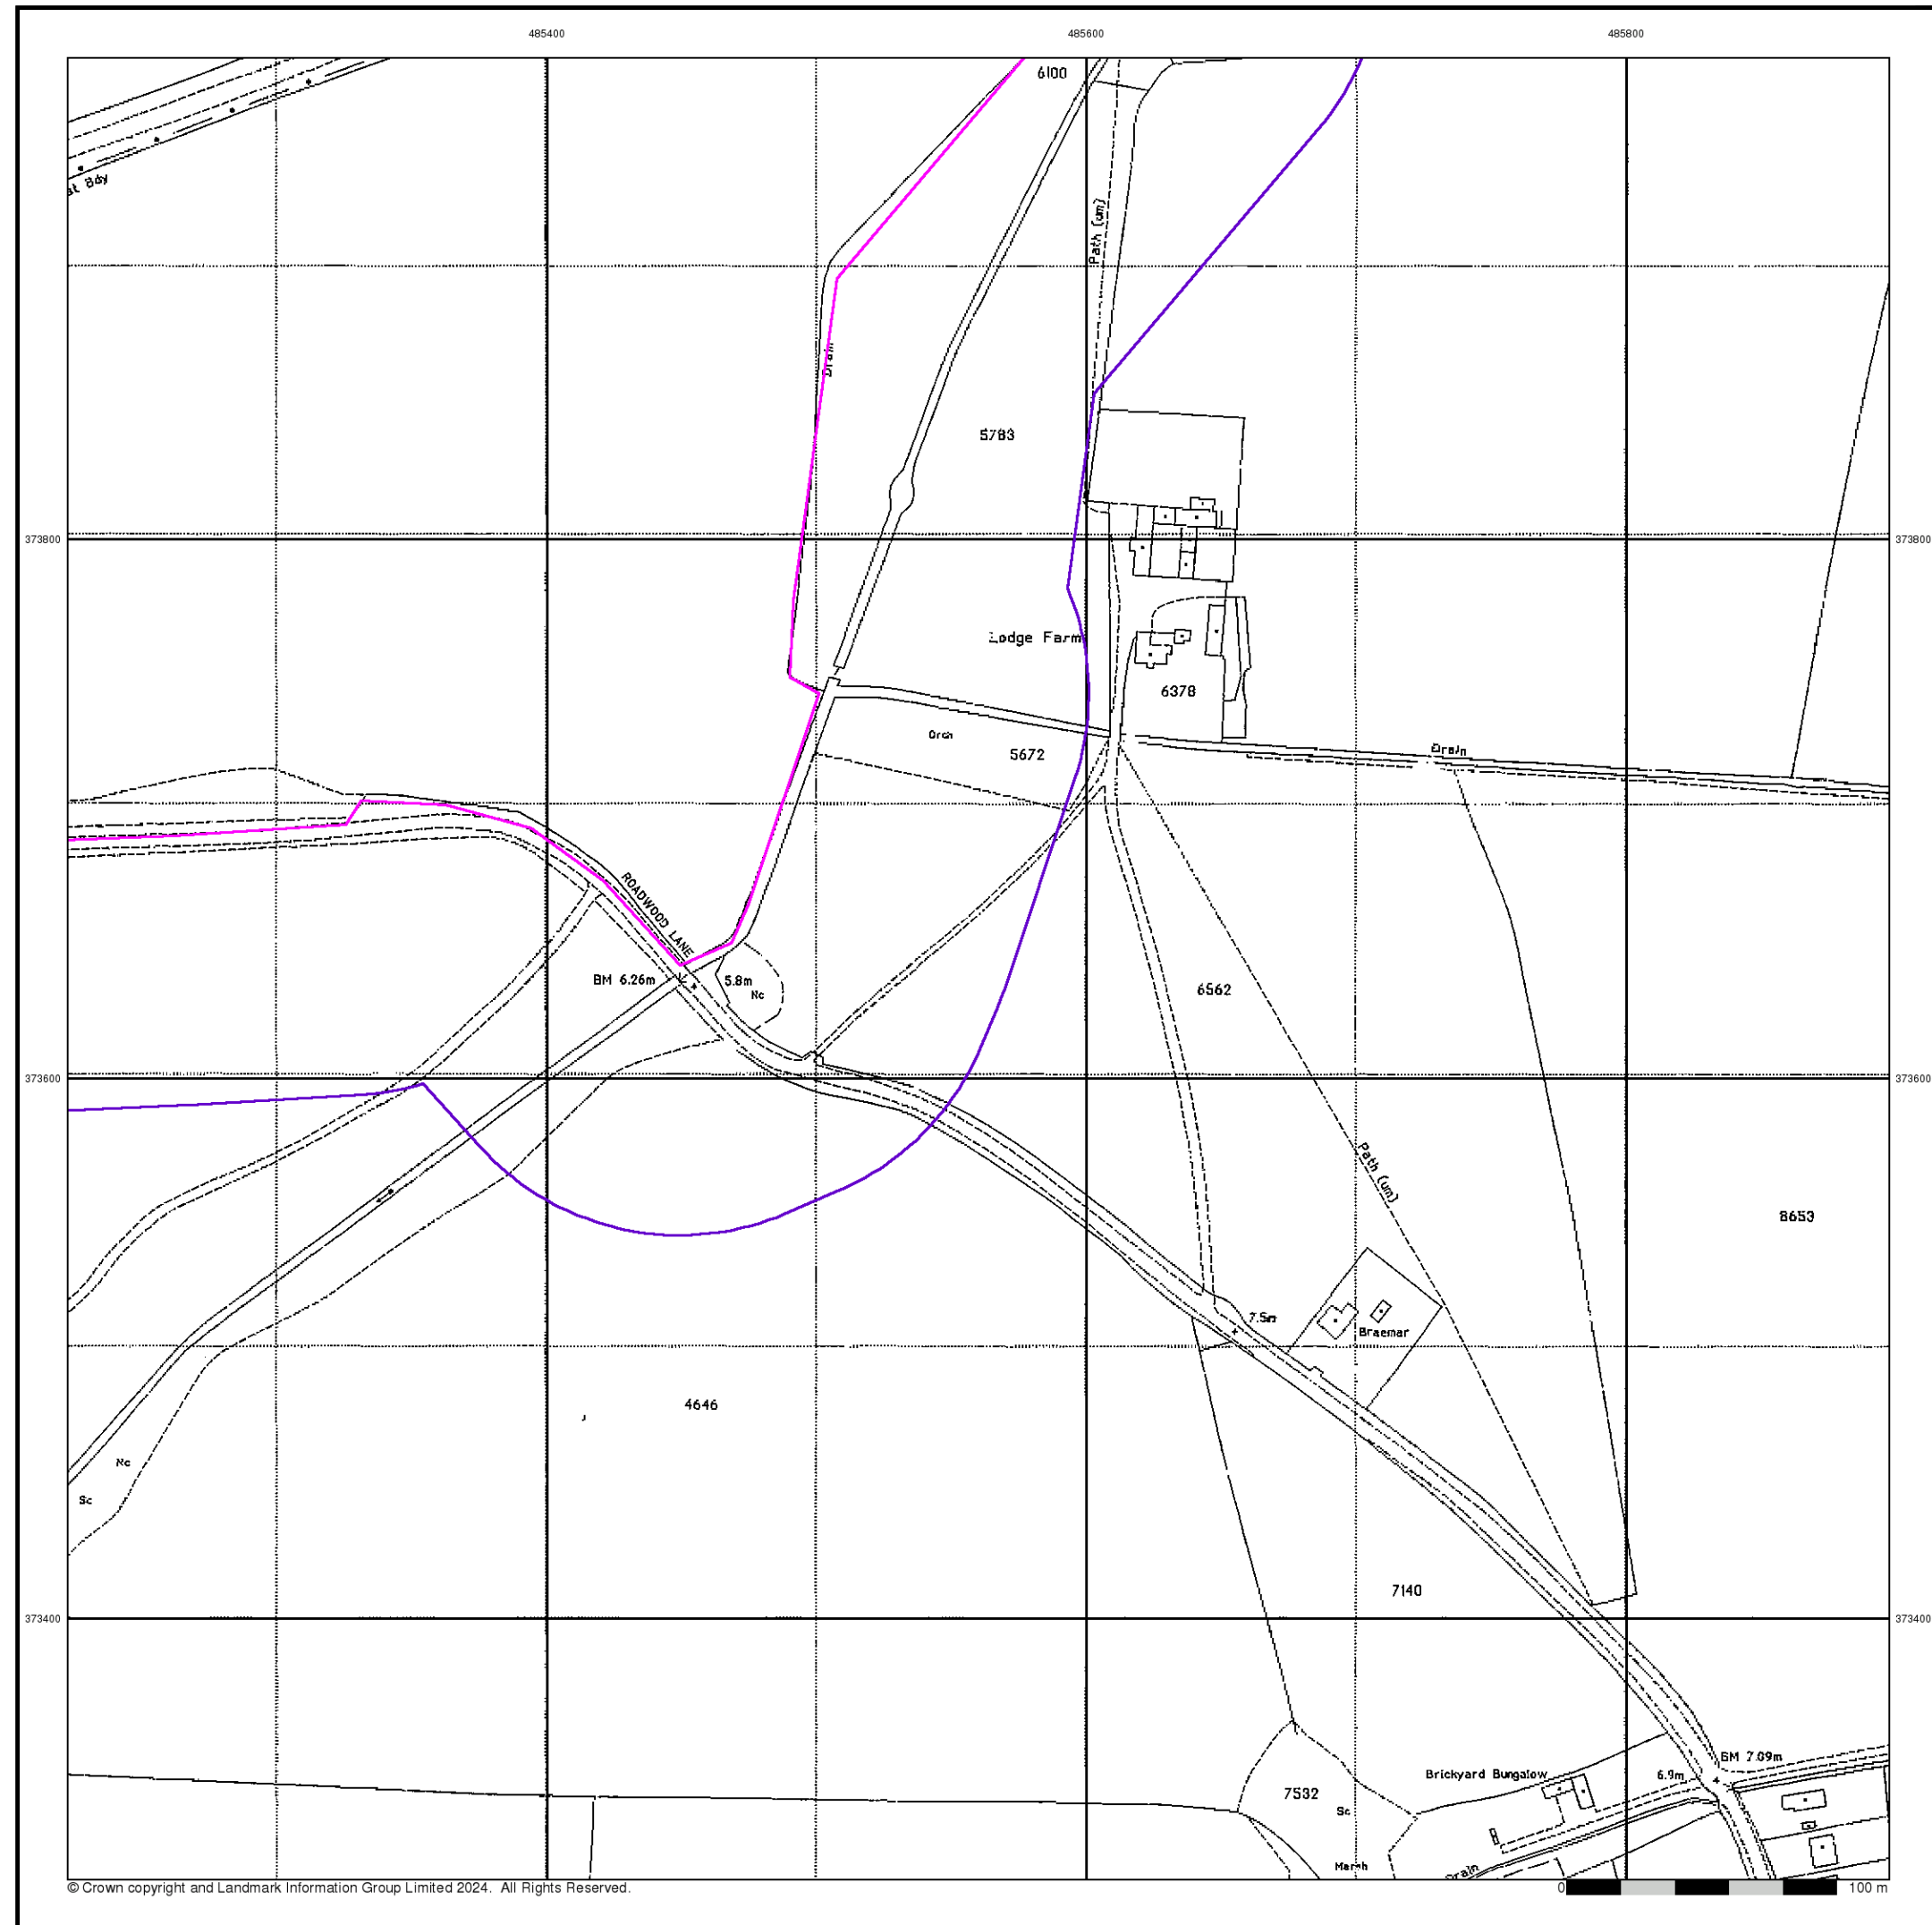 485400
485600
485800
6100
st Bdy
Path (um)
Drain
5783
373800
373800
Lodge Farm
6378
Orch
5672
Drain
ROADWOOD LANE
BM 6.26m
5.8m
Nc
6562
373600
373600
Path (um)
8653
7.5m
Braemar
4646
Nc
Sc
7140
373400
373400
BM 7.09m
6.9m
Brickyard Bungalow
7532
Sc
Marsh
Drain
© Crown copyright and Landmark Information Group Limited 2024. All Rights Reserved.
0
100 m